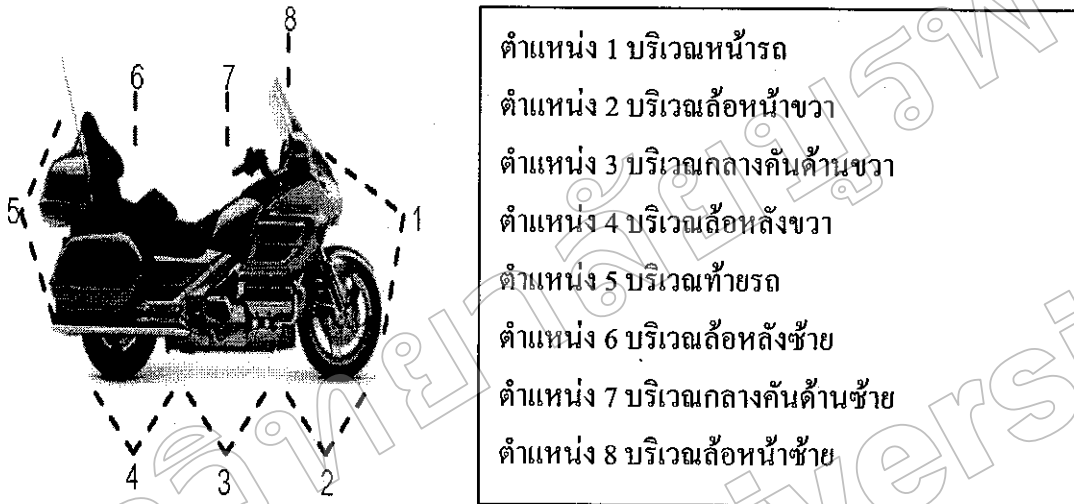 8
6 7
5
1
4 3 2
ตำแหน่ง 1 บริเวณหน้ารถ
ตำแหน่ง 2 บริเวณล้อหน้าขวา
ตำแหน่ง 3 บริเวณกลางคันด้านขวา
ตำแหน่ง 4 บริเวณล้อหลังขวา
ตำแหน่ง 5 บริเวณท้ายรถ
ตำแหน่ง 6 บริเวณล้อหลังซ้าย
ตำแหน่ง 7 บริเวณกลางคันด้านซ้าย
ตำแหน่ง 8 บริเวณล้อหน้าซ้าย